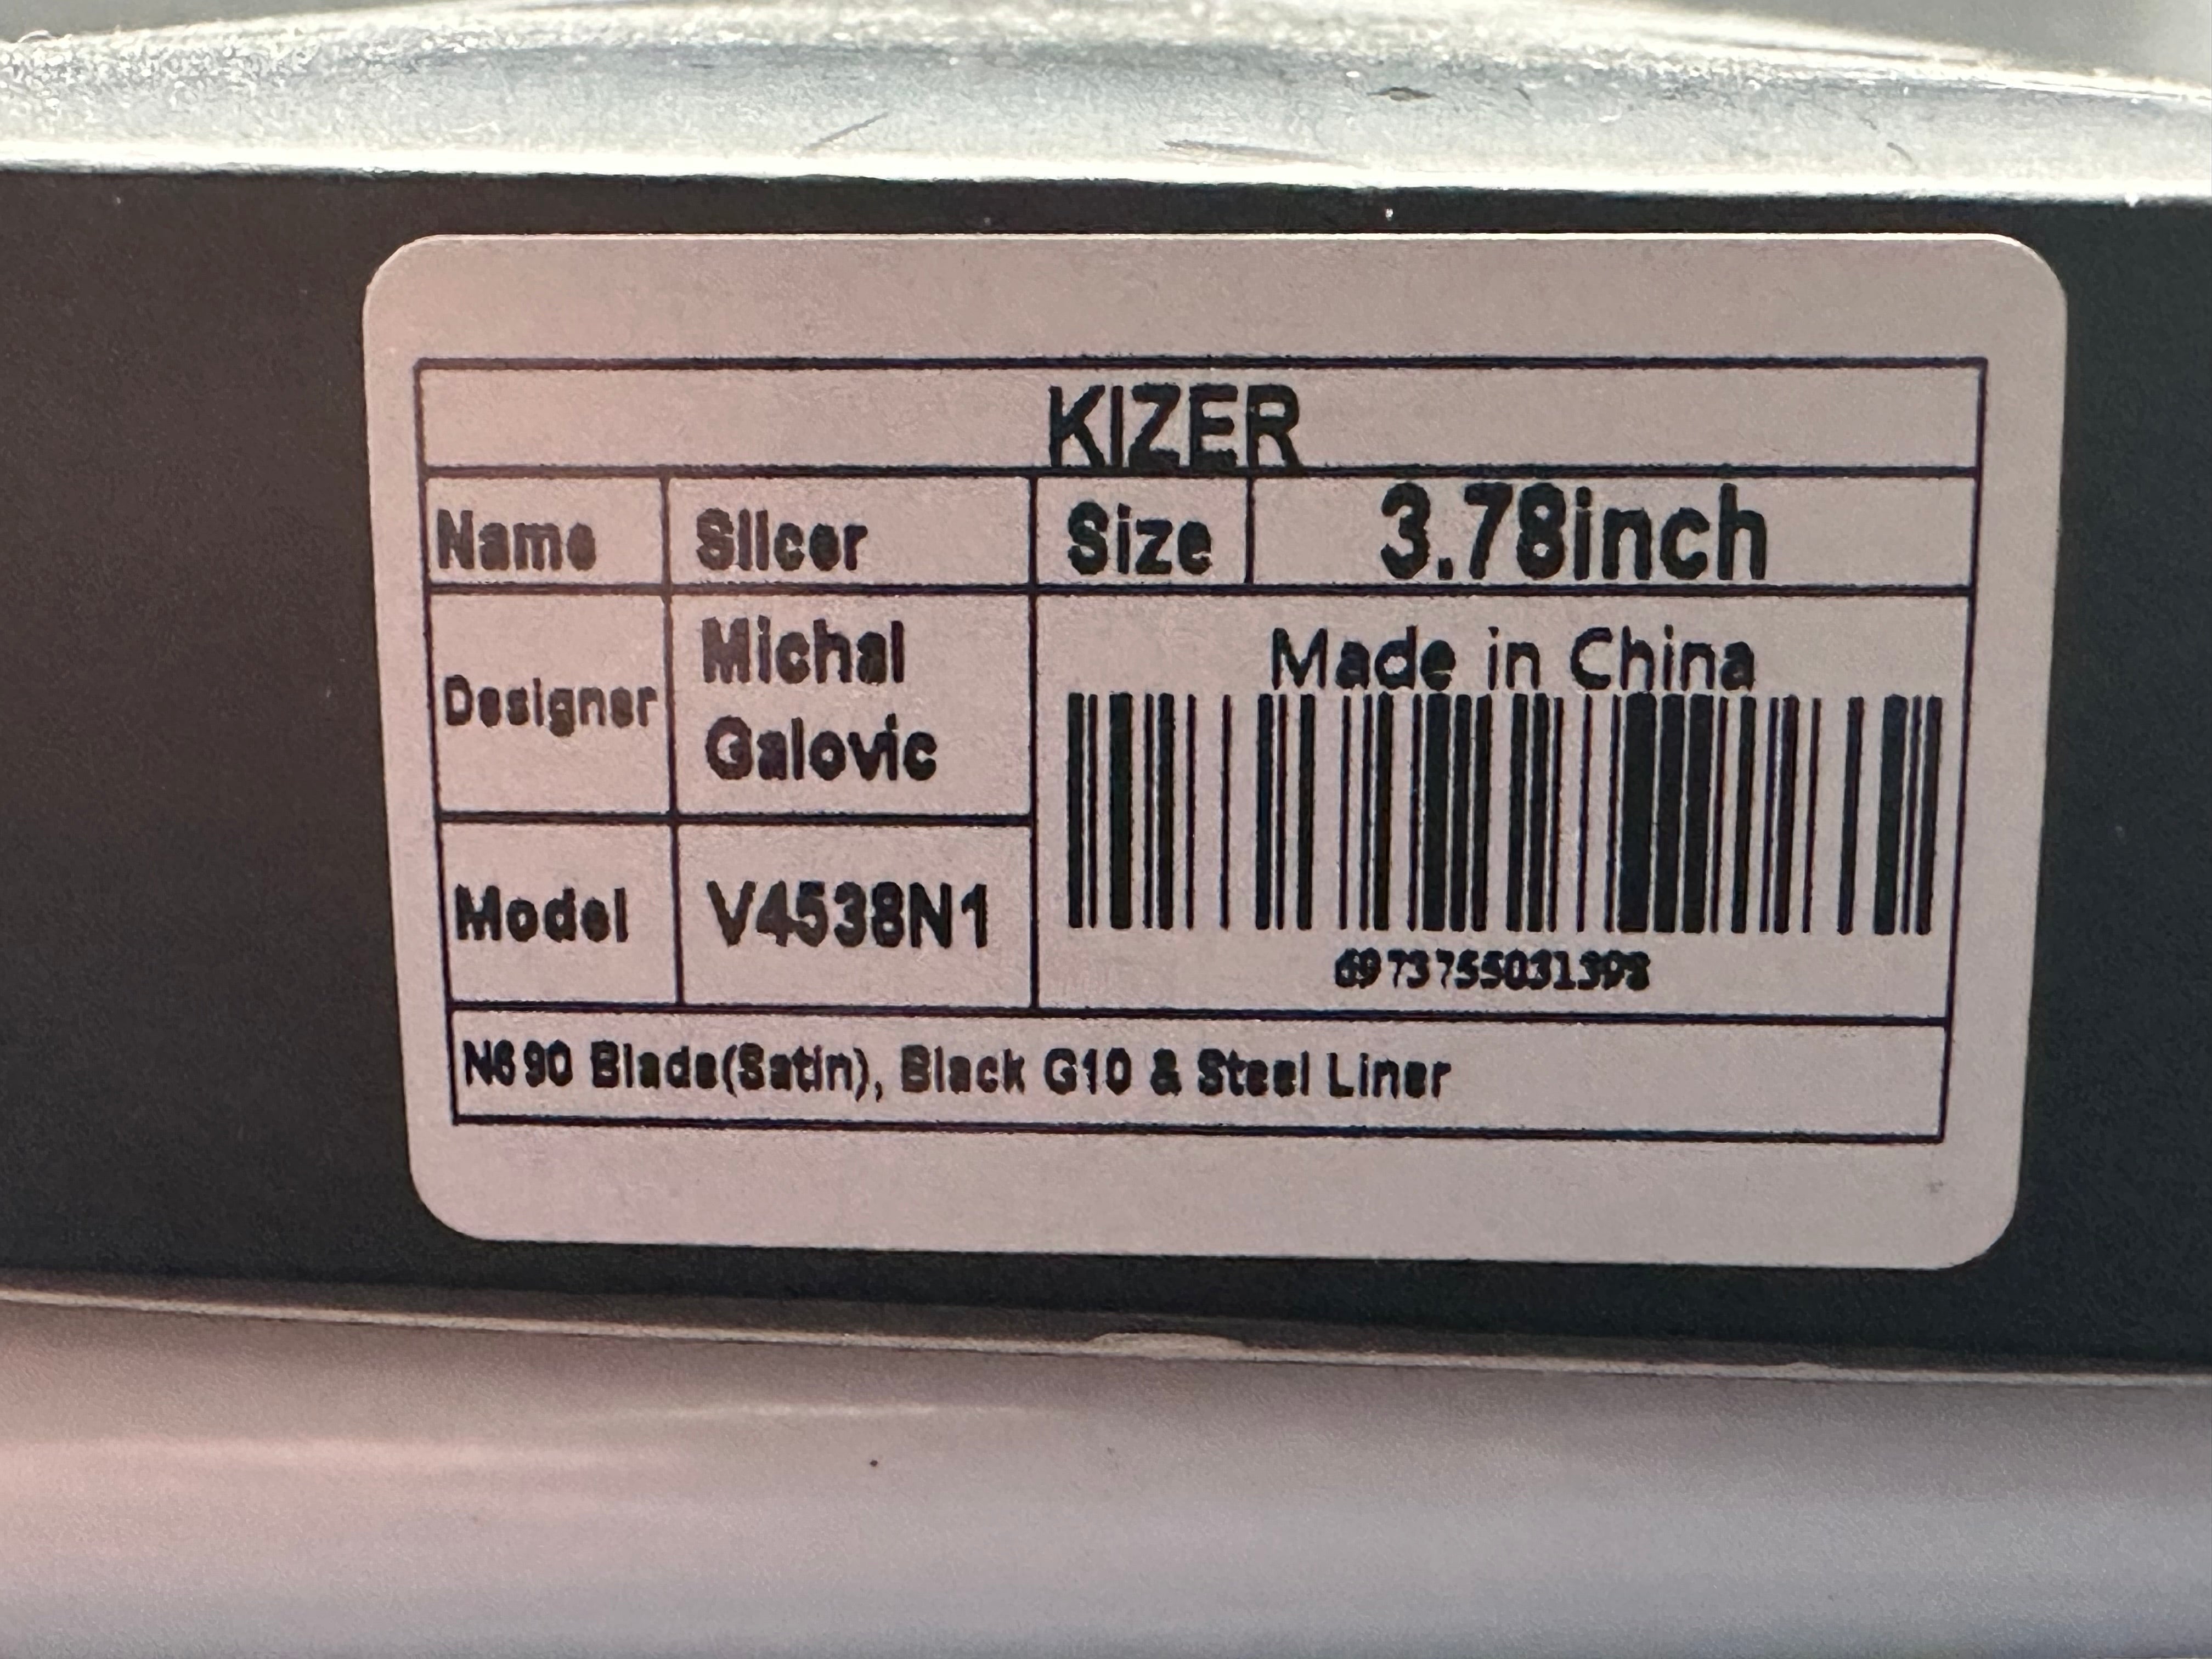 KIZER
Name Slicer Size 3.78inch
Designer Michal
Galovic
Made in China
Model V4538N1
6973755031398
N690 Blade(Satin), Black G10 & Steel Liner